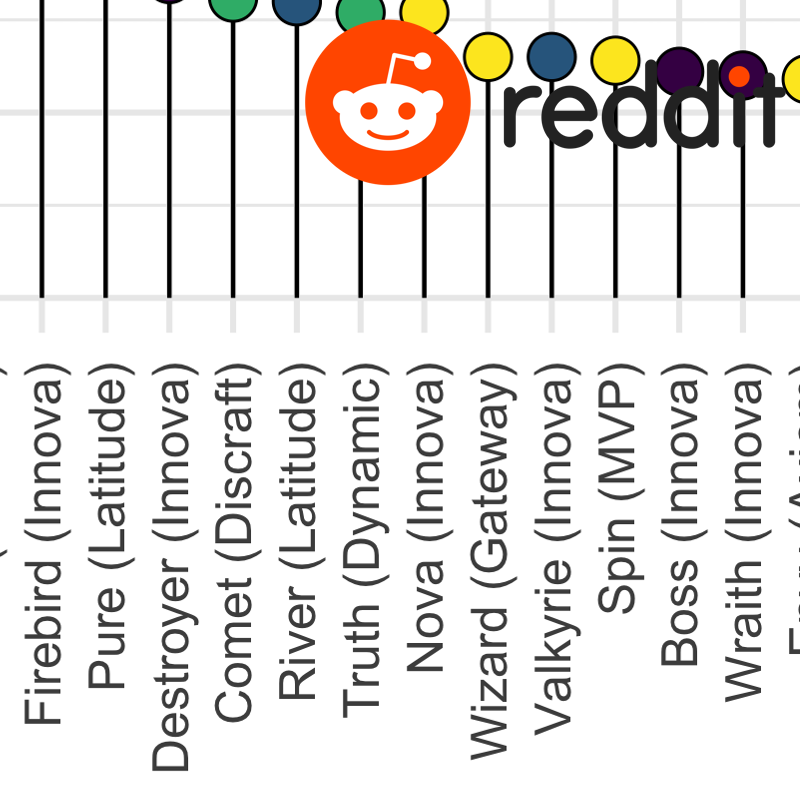 reddit
Firebird (Innova)
Pure (Latitude)
Destroyer (Innova)
Comet (Discraft)
River (Latitude)
Truth (Dynamic)
Nova (Innova)
Wizard (Gateway)
Valkyrie (Innova)
Spin (MVP)
Boss (Innova)
Wraith (Innova)